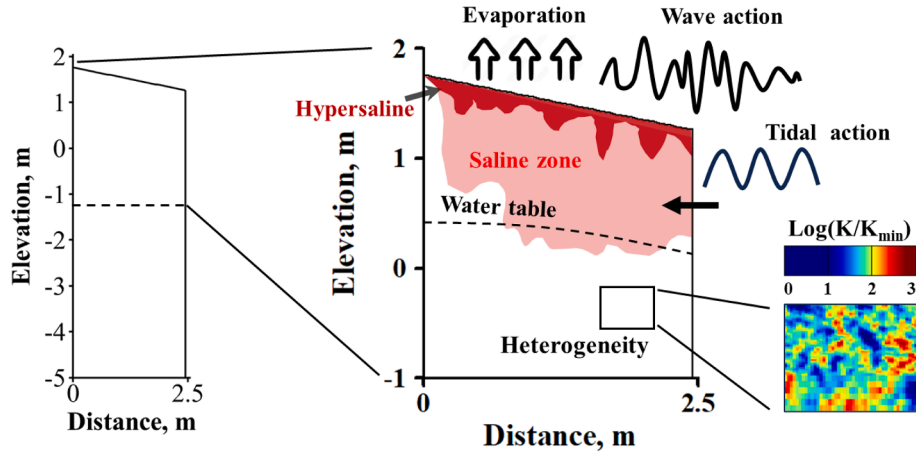 2
1
0
-1
-2
-3
-4
-5
Elevation, m
0
2.5
Distance, m
Evaporation
Wave action
2
Hypersaline
Tidal action
1
Saline zone
Elevation, m
Water table
Log(K/Kmin)
0 1 2 3
0
Heterogeneity
-1
0
2.5
Distance, m